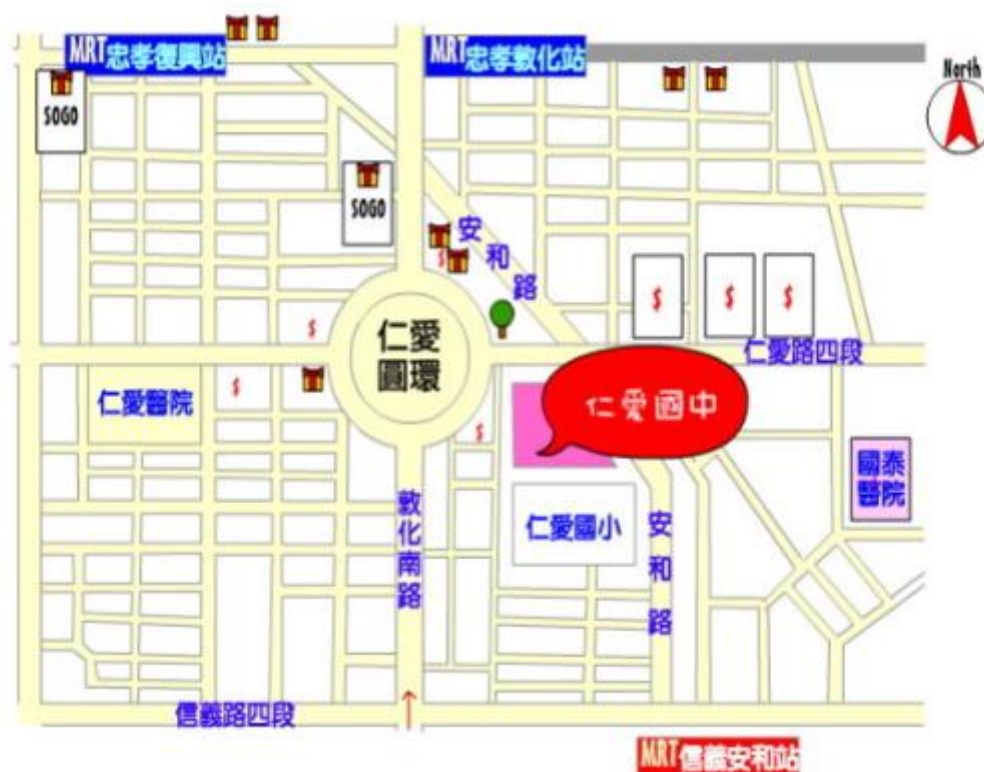 MRT忠孝復興站
MRT忠孝敦化站
North
SOGO
SOGO
安和路
$
$
$
$
$
仁愛圓環
仁愛路四段
仁愛醫院
$
$
仁愛國中
國泰醫院
敦化南路
仁愛國小
安和路
信義路四段
MRT信義安和站